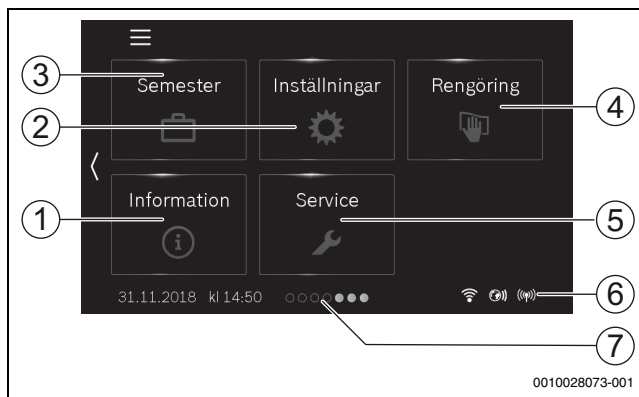 3
Semester
Inställningar
Rengöring
2
4
1
Information
Service
5
31.11.2018 kl 14:50
6
7
0010028073-001